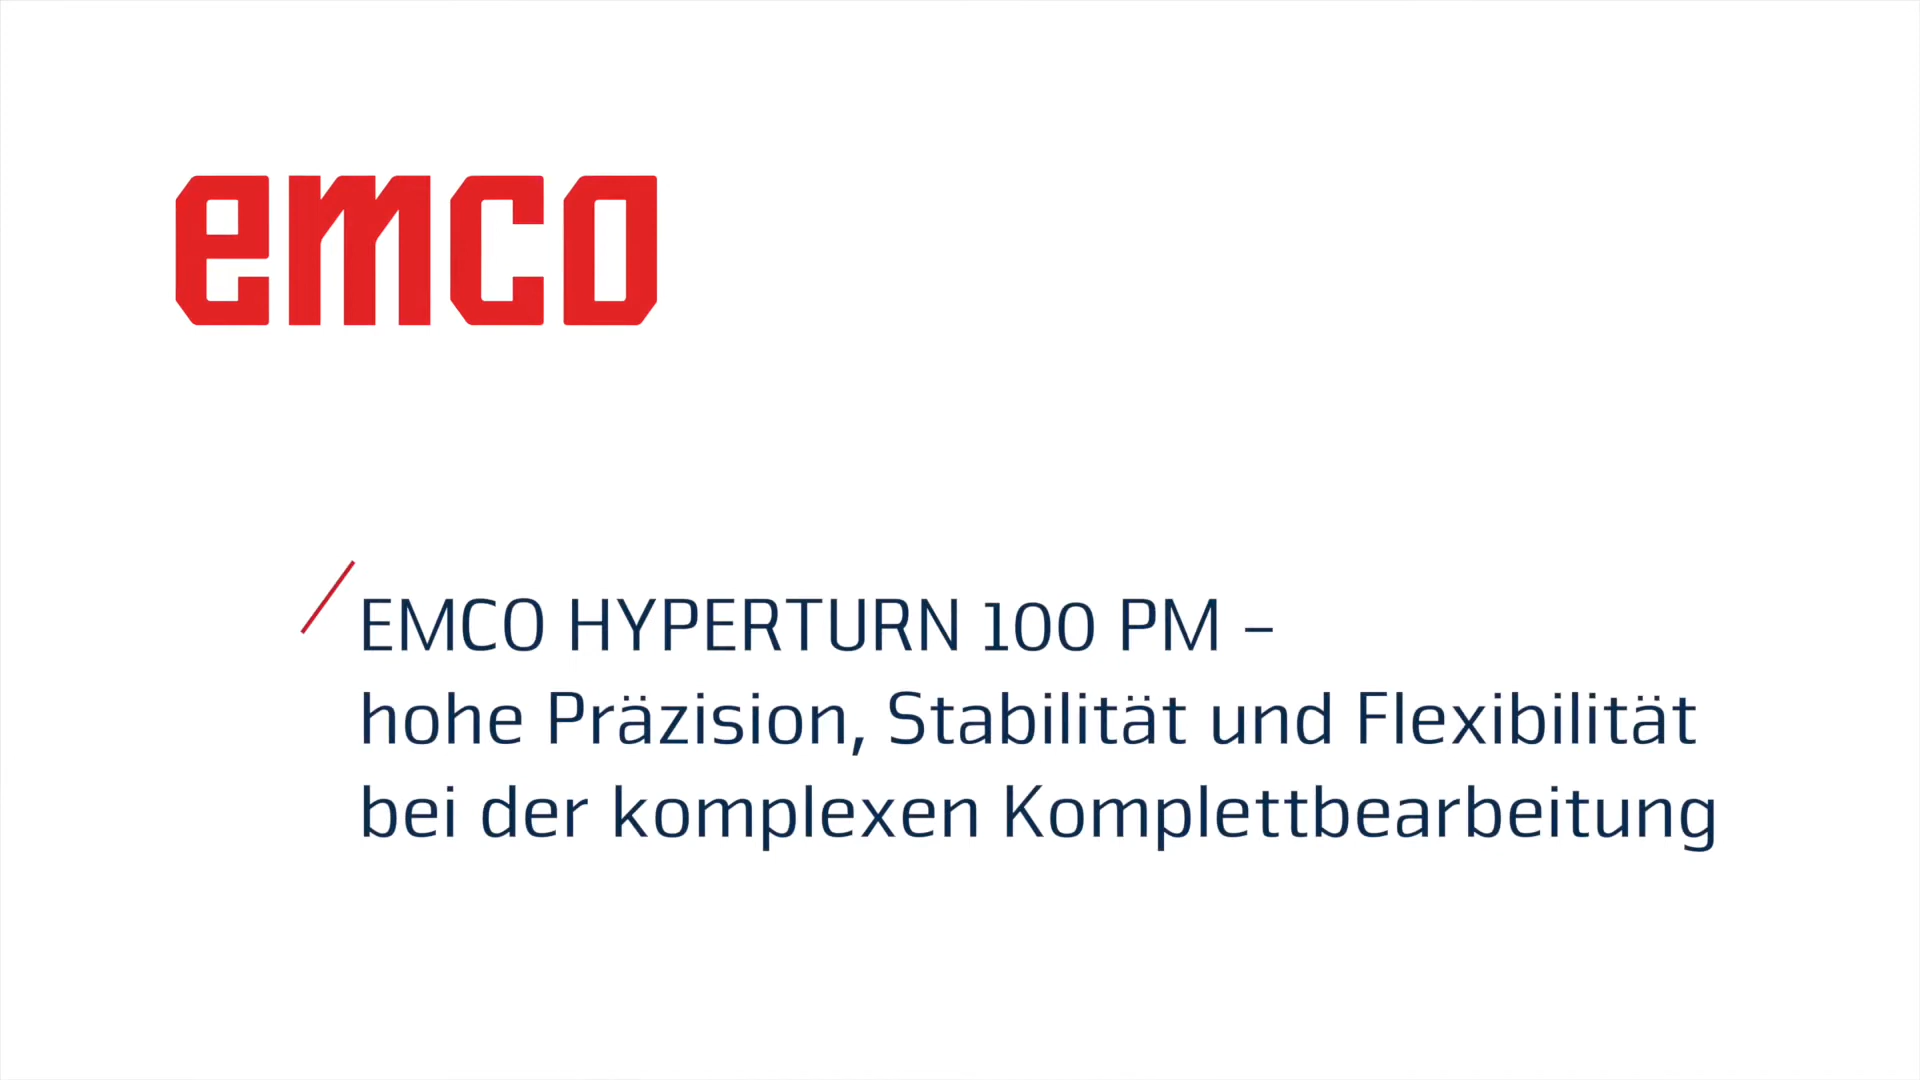 emco
EMCO HYPERTURN 100 PM –
hohe Präzision, Stabilität und Flexibilität
bei der komplexen Komplettbearbeitung